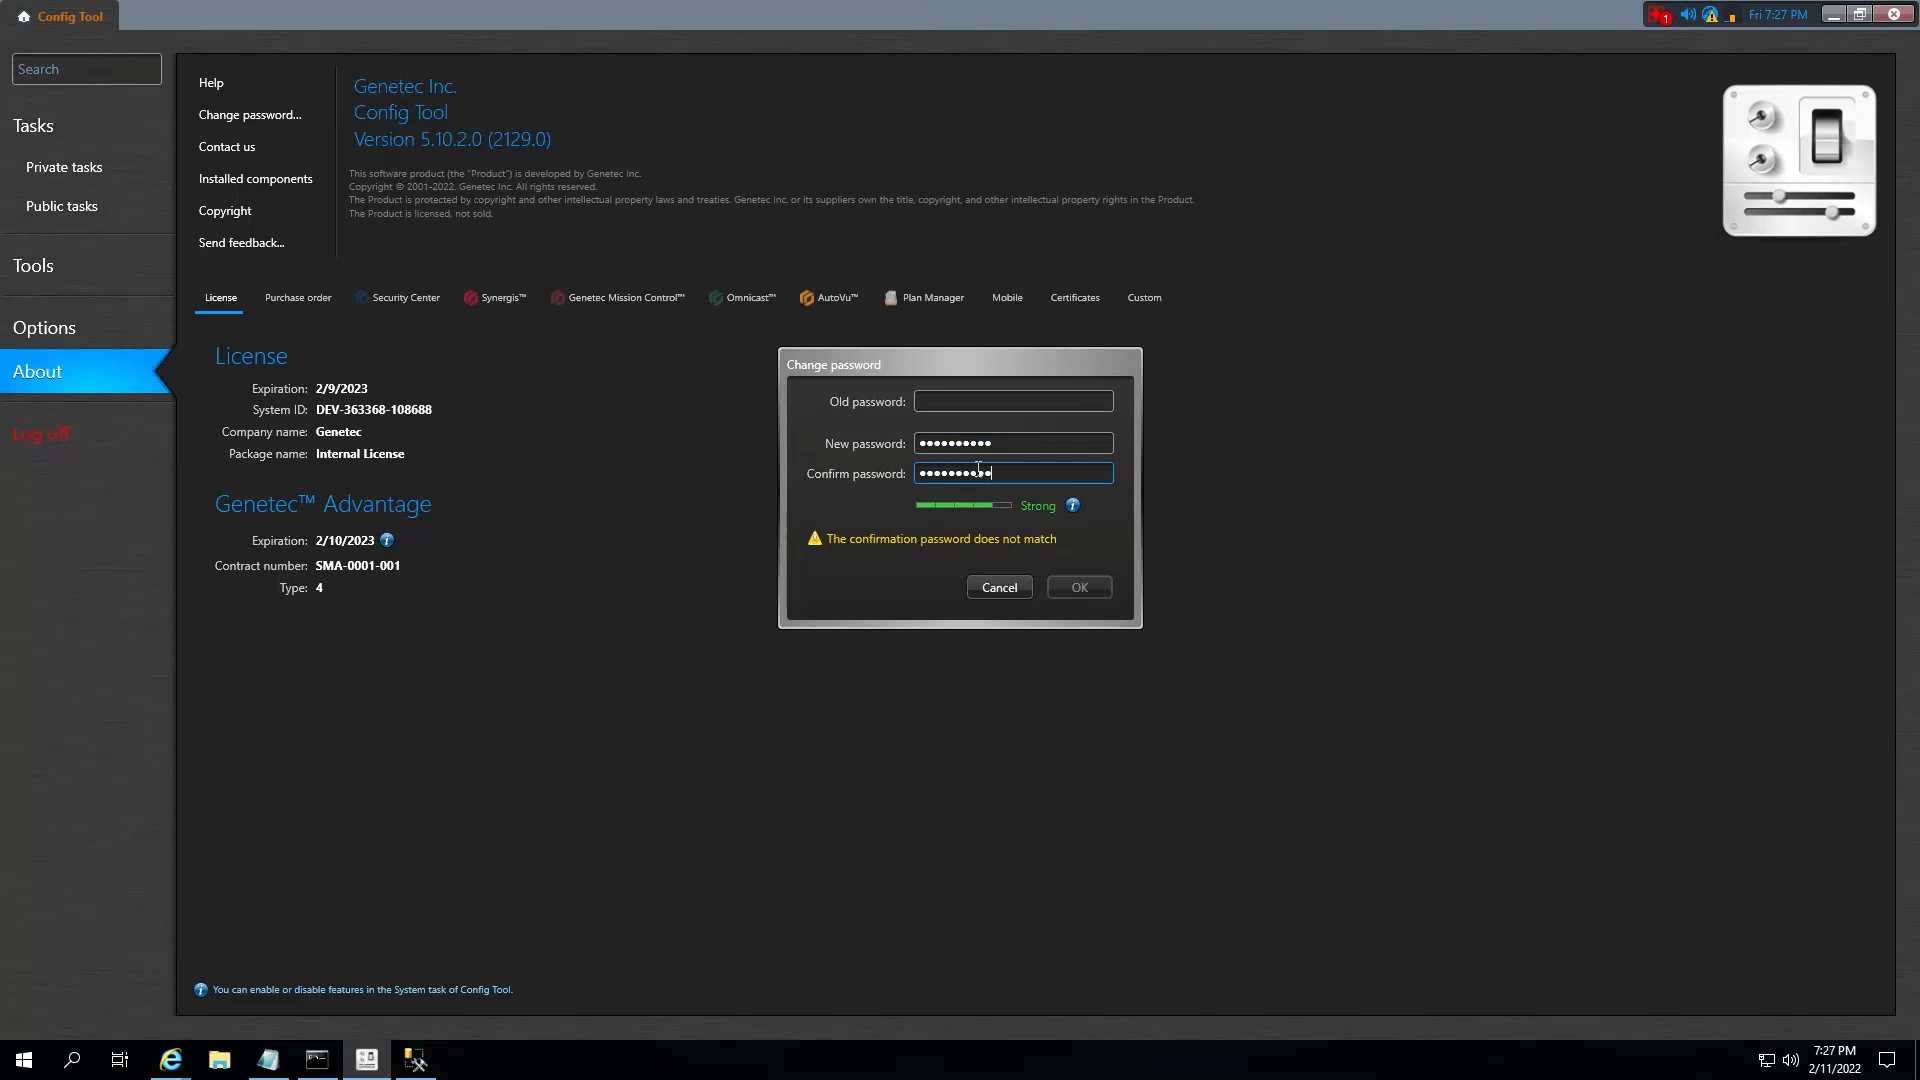 Config Tool
1
Fri 7:27 PM
Search
Tasks
Private tasks
Public tasks
Tools
Options
About
Log off
Help
Change password...
Contact us
Installed components
Copyright
Send feedback...
Genetec Inc.
Config Tool
Version 5.10.2.0 (2129.0)
This software product (the "Product") is developed by Genetec Inc.
Copyright © 2001-2022, Genetec Inc. All rights reserved.
The Product is protected by copyright and other intellectual property laws and treaties. Genetec Inc. or its suppliers own the title, copyright, and other intellectual property rights in the Product.
The Product is licensed, not sold.
License Purchase order Security Center Synergis™ Genetec Mission Control™ Omnicast™ AutoVu™ Plan Manager Mobile Certificates Custom
License
Expiration: 2/9/2023
System ID: DEV-363368-108688
Company name: Genetec
Package name: Internal License
Genetec™ Advantage
Expiration: 2/10/2023
Contract number: SMA-0001-001
Type: 4
Change password
Old password:
New password: ●●●●●●●●●●
Confirm password: ●●●●●●●●●●
Strong
The confirmation password does not match
Cancel OK
You can enable or disable features in the System task of Config Tool.
7:27 PM
2/11/2022